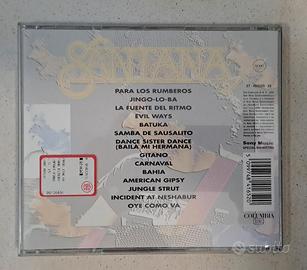 SANTANA
PARA LOS RUMBEROS
JINGO-LO-BA
LA FUENTE DEL RITMO
EVIL WAYS
BATUKA
SAMBA DE SAUSALITO
DANCE SISTER DANCE
(BAILA MI HERMANA)
GITANO
CARNAVAL
BAHIA
AMERICAN GIPSY
JUNGLE STRUT
INCIDENT AT NESHABUR
OYE COMO VA
Sony Music
COLUMBIA
subito